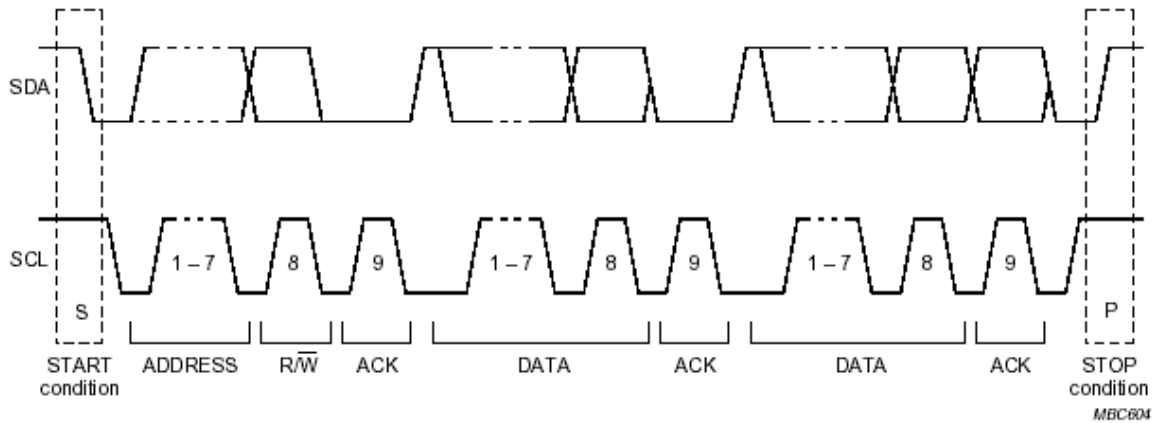 SDA
SCL
1 – 7
8
9
1 – 7
8
9
1 – 7
8
9
S
P
START
condition
ADDRESS
R/W̅
ACK
DATA
ACK
DATA
ACK
STOP
condition
MBC604